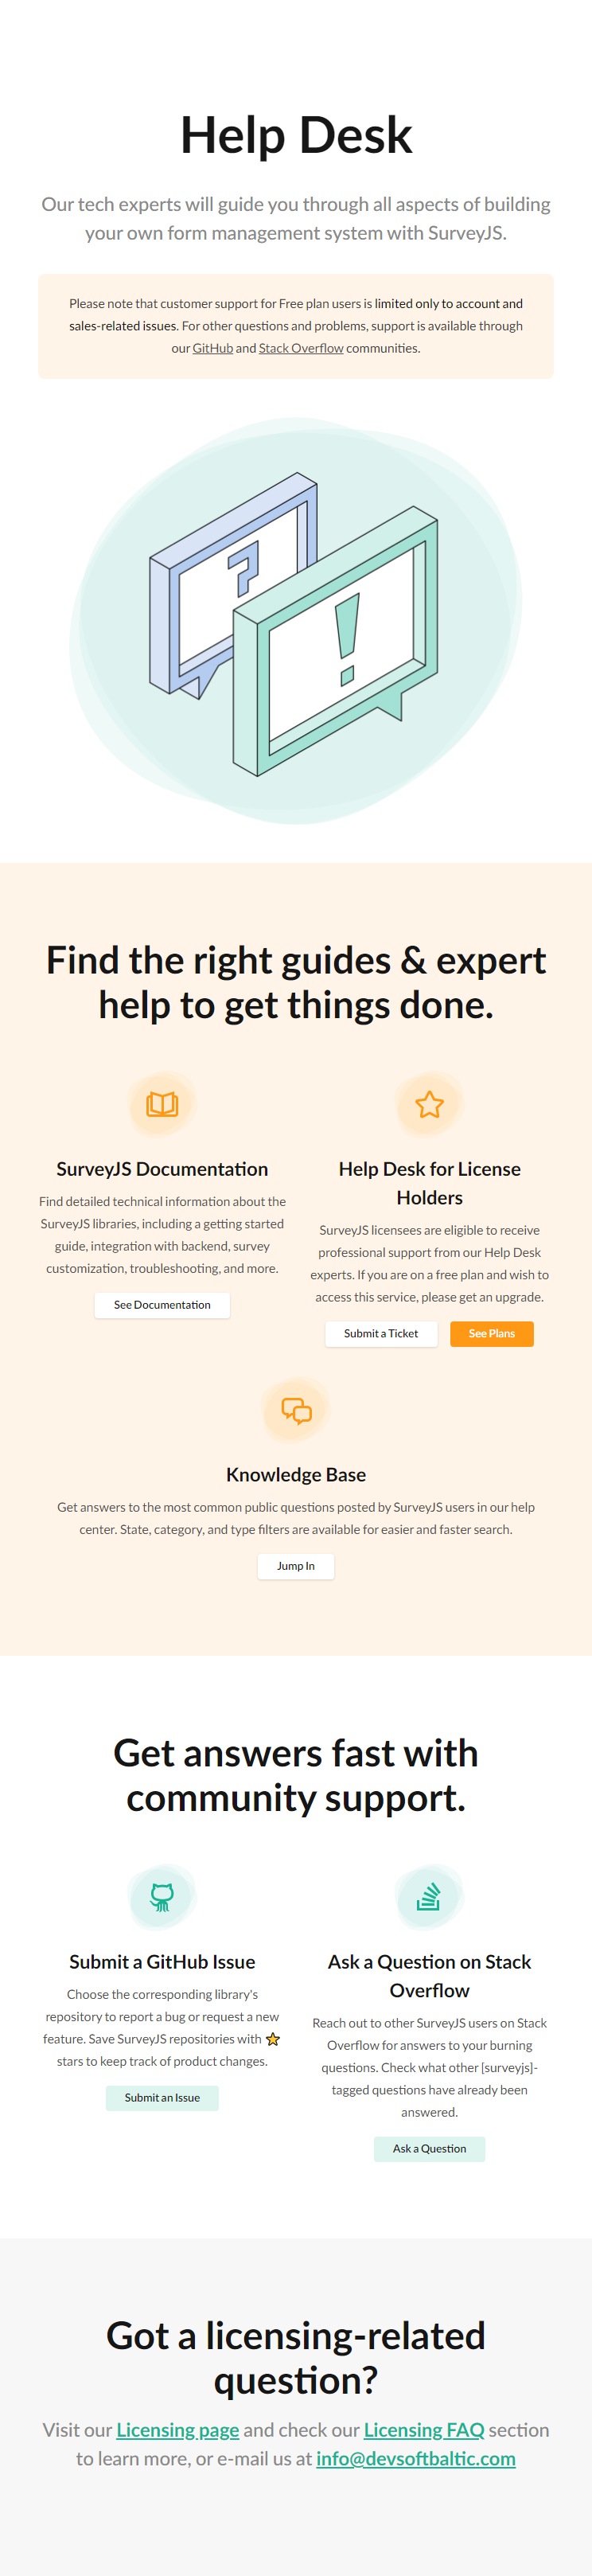 Help Desk
Our tech experts will guide you through all aspects of building
your own form management system with SurveyJS.
Please note that customer support for Free plan users is limited only to account and
sales-related issues. For other questions and problems, support is available through
our GitHub and Stack Overflow communities.
?
!
Find the right guides & expert
help to get things done.
SurveyJS Documentation
Find detailed technical information about the
SurveyJS libraries, including a getting started
guide, integration with backend, survey
customization, troubleshooting, and more.
See Documentation
Help Desk for License
Holders
SurveyJS licensees are eligible to receive
professional support from our Help Desk
experts. If you are on a free plan and wish to
access this service, please get an upgrade.
Submit a Ticket
See Plans
Knowledge Base
Get answers to the most common public questions posted by SurveyJS users in our help
center. State, category, and type filters are available for easier and faster search.
Jump In
Get answers fast with
community support.
Submit a GitHub Issue
Choose the corresponding library's
repository to report a bug or request a new
feature. Save SurveyJS repositories with ⭐
stars to keep track of product changes.
Submit an Issue
Ask a Question on Stack
Overflow
Reach out to other SurveyJS users on Stack
Overflow for answers to your burning
questions. Check what other [surveyjs]-
tagged questions have already been
answered.
Ask a Question
Got a licensing-related
question?
Visit our Licensing page and check our Licensing FAQ section
to learn more, or e-mail us at info@devsoftbaltic.com